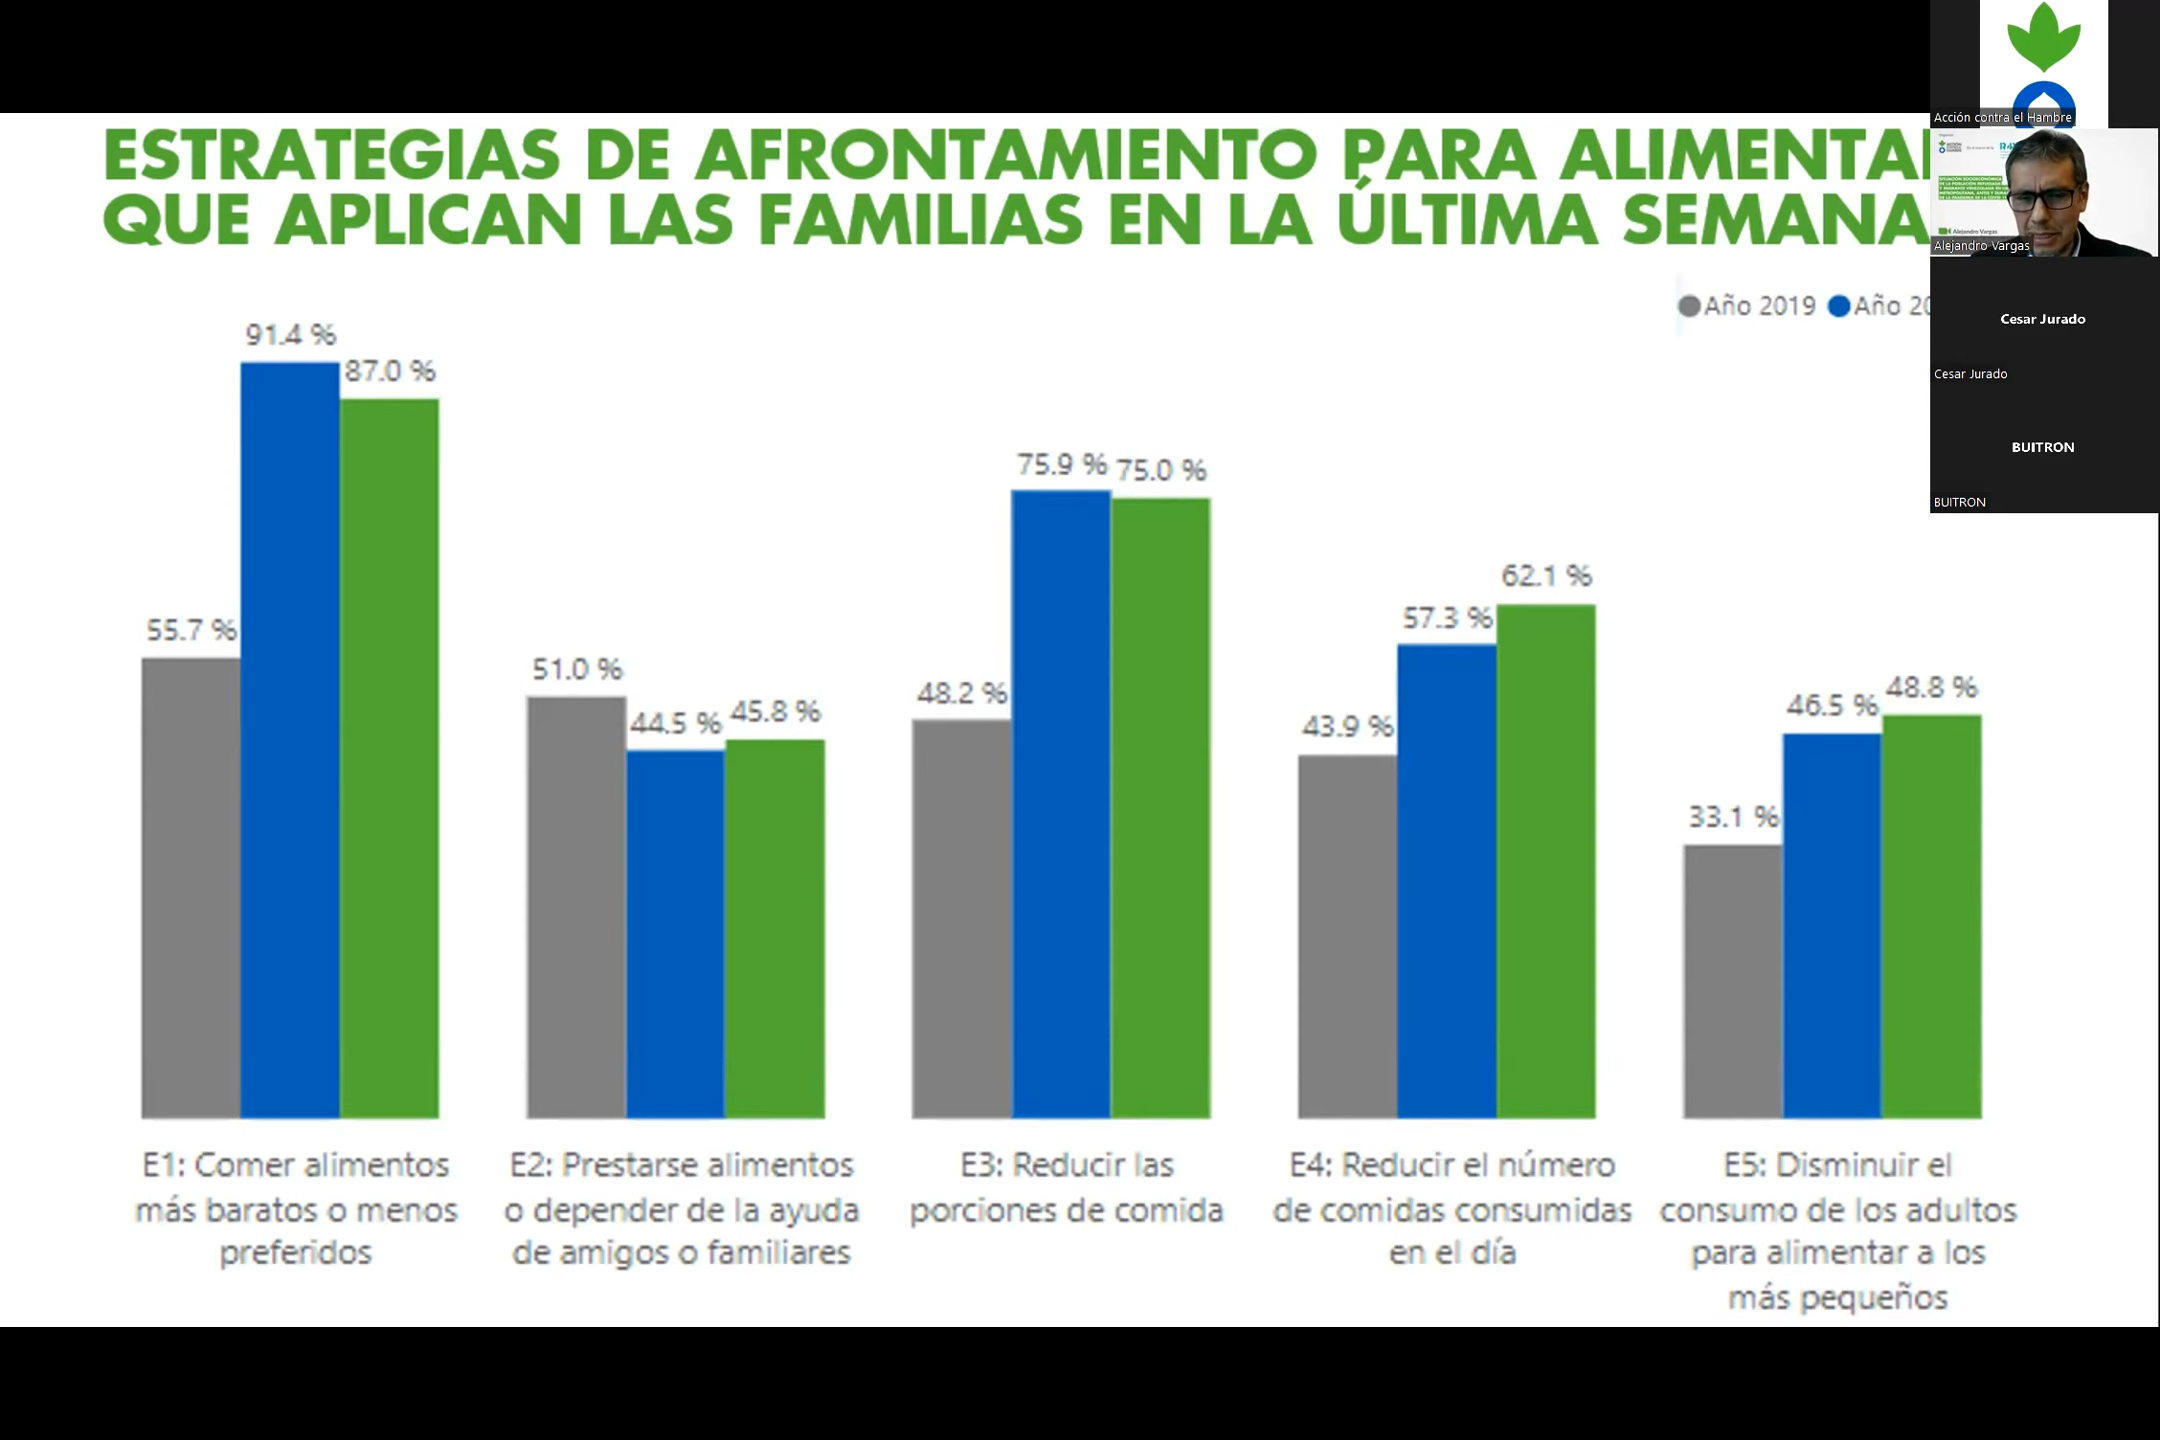 Acción contra el Hambre
ESTRATEGIAS DE AFRONTAMIENTO PARA ALIMENTA
QUE APLICAN LAS FAMILIAS EN LA ÚLTIMA SEMANA
Alejandro Vargas
Alejandro Vargas
Año 2019 Año 20
Cesar Jurado
Cesar Jurado
BUITRON
BUITRON
91.4 %
87.0 %
55.7 %
51.0 %
44.5 %
45.8 %
48.2 %
75.9 %
75.0 %
43.9 %
57.3 %
62.1 %
33.1 %
46.5 %
48.8 %
E1: Comer alimentos
más baratos o menos
preferidos
E2: Prestarse alimentos
o depender de la ayuda
de amigos o familiares
E3: Reducir las
porciones de comida
E4: Reducir el número
de comidas consumidas
en el día
E5: Disminuir el
consumo de los adultos
para alimentar a los
más pequeños